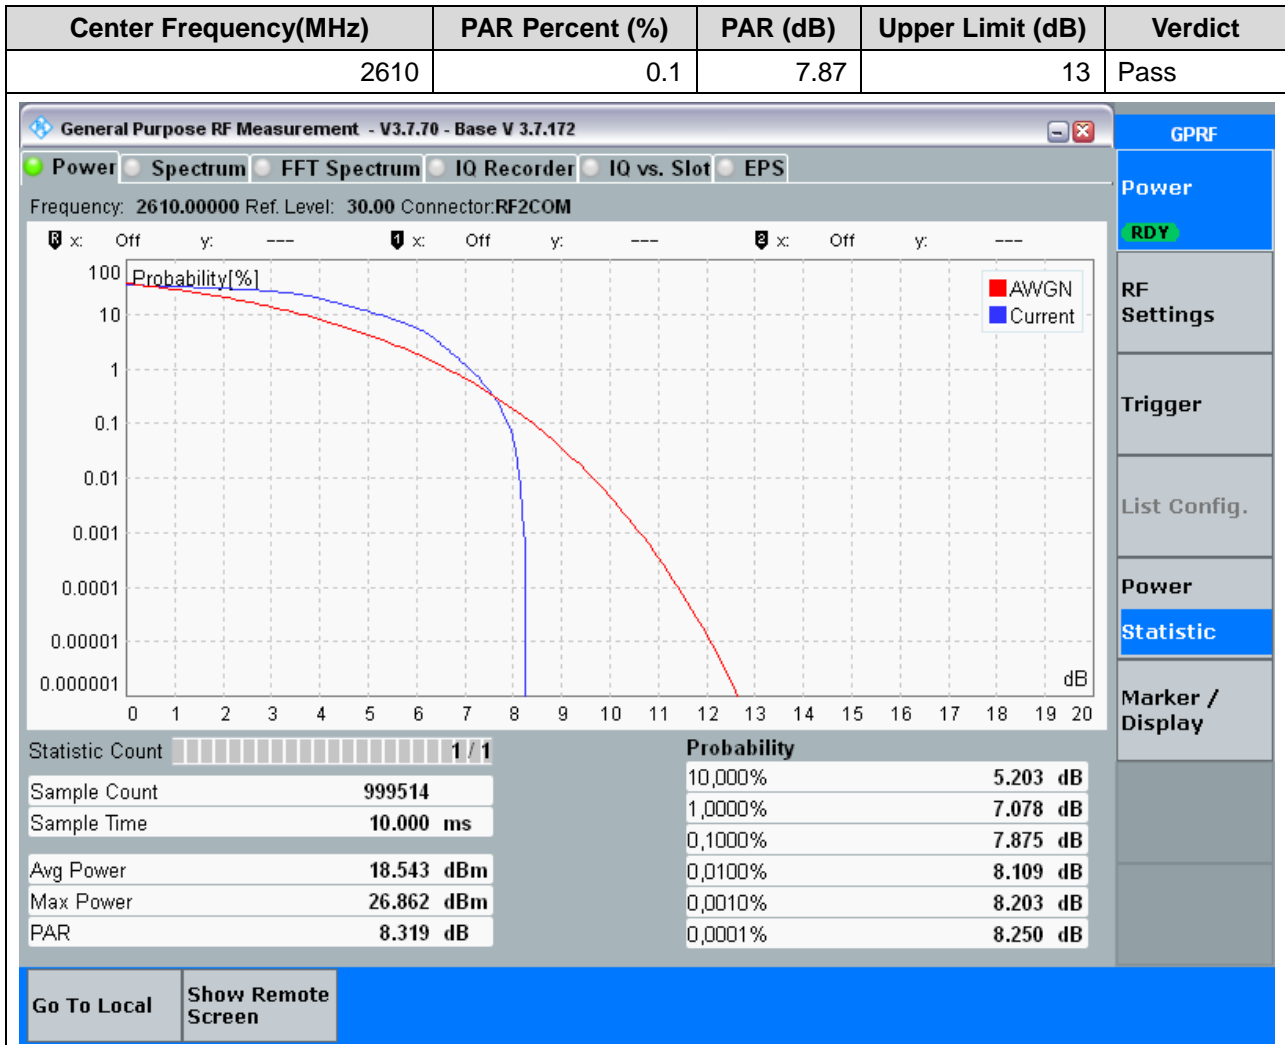 Center Frequency(MHz) PAR Percent (%) PAR (dB) Upper Limit (dB) Verdict
2610 0.1 7.87 13 Pass
General Purpose RF Measurement - V3.7.70 - Base V 3.7.172
GPRF
Power Spectrum FFT Spectrum IQ Recorder IQ vs. Slot EPS
Power
RDY
Frequency: 2610.00000 Ref. Level: 30.00 Connector:RF2COM
R x: Off y: --- 1 x: Off y: --- 2 x: Off y: ---
Probability[%]
AWGN
Current
100
10
1
0.1
0.01
0.001
0.0001
0.00001
0.000001
dB
0 1 2 3 4 5 6 7 8 9 10 11 12 13 14 15 16 17 18 19 20
RF
Settings
Trigger
List Config.
Power
Statistic
Marker /
Display
Statistic Count 1 / 1
Sample Count 999514
Sample Time 10.000 ms
Avg Power 18.543 dBm
Max Power 26.862 dBm
PAR 8.319 dB
Probability
10,000% 5.203 dB
1,0000% 7.078 dB
0,1000% 7.875 dB
0,0100% 8.109 dB
0,0010% 8.203 dB
0,0001% 8.250 dB
Go To Local
Show Remote
Screen